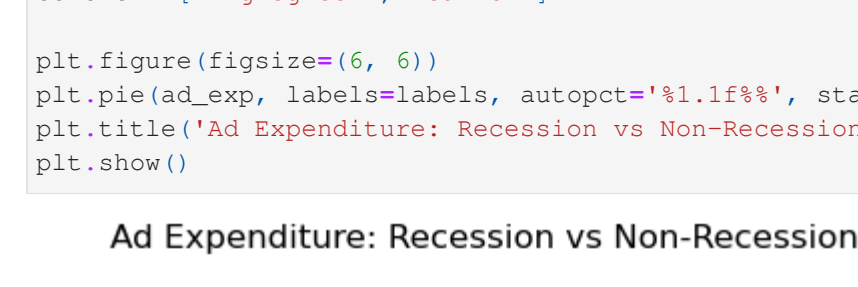 plt.figure(figsize=(6, 6))
plt.pie(ad_exp, labels=labels, autopct='%1.1f%%', sta
plt.title('Ad Expenditure: Recession vs Non-Recession
plt.show()
Ad Expenditure: Recession vs Non-Recession